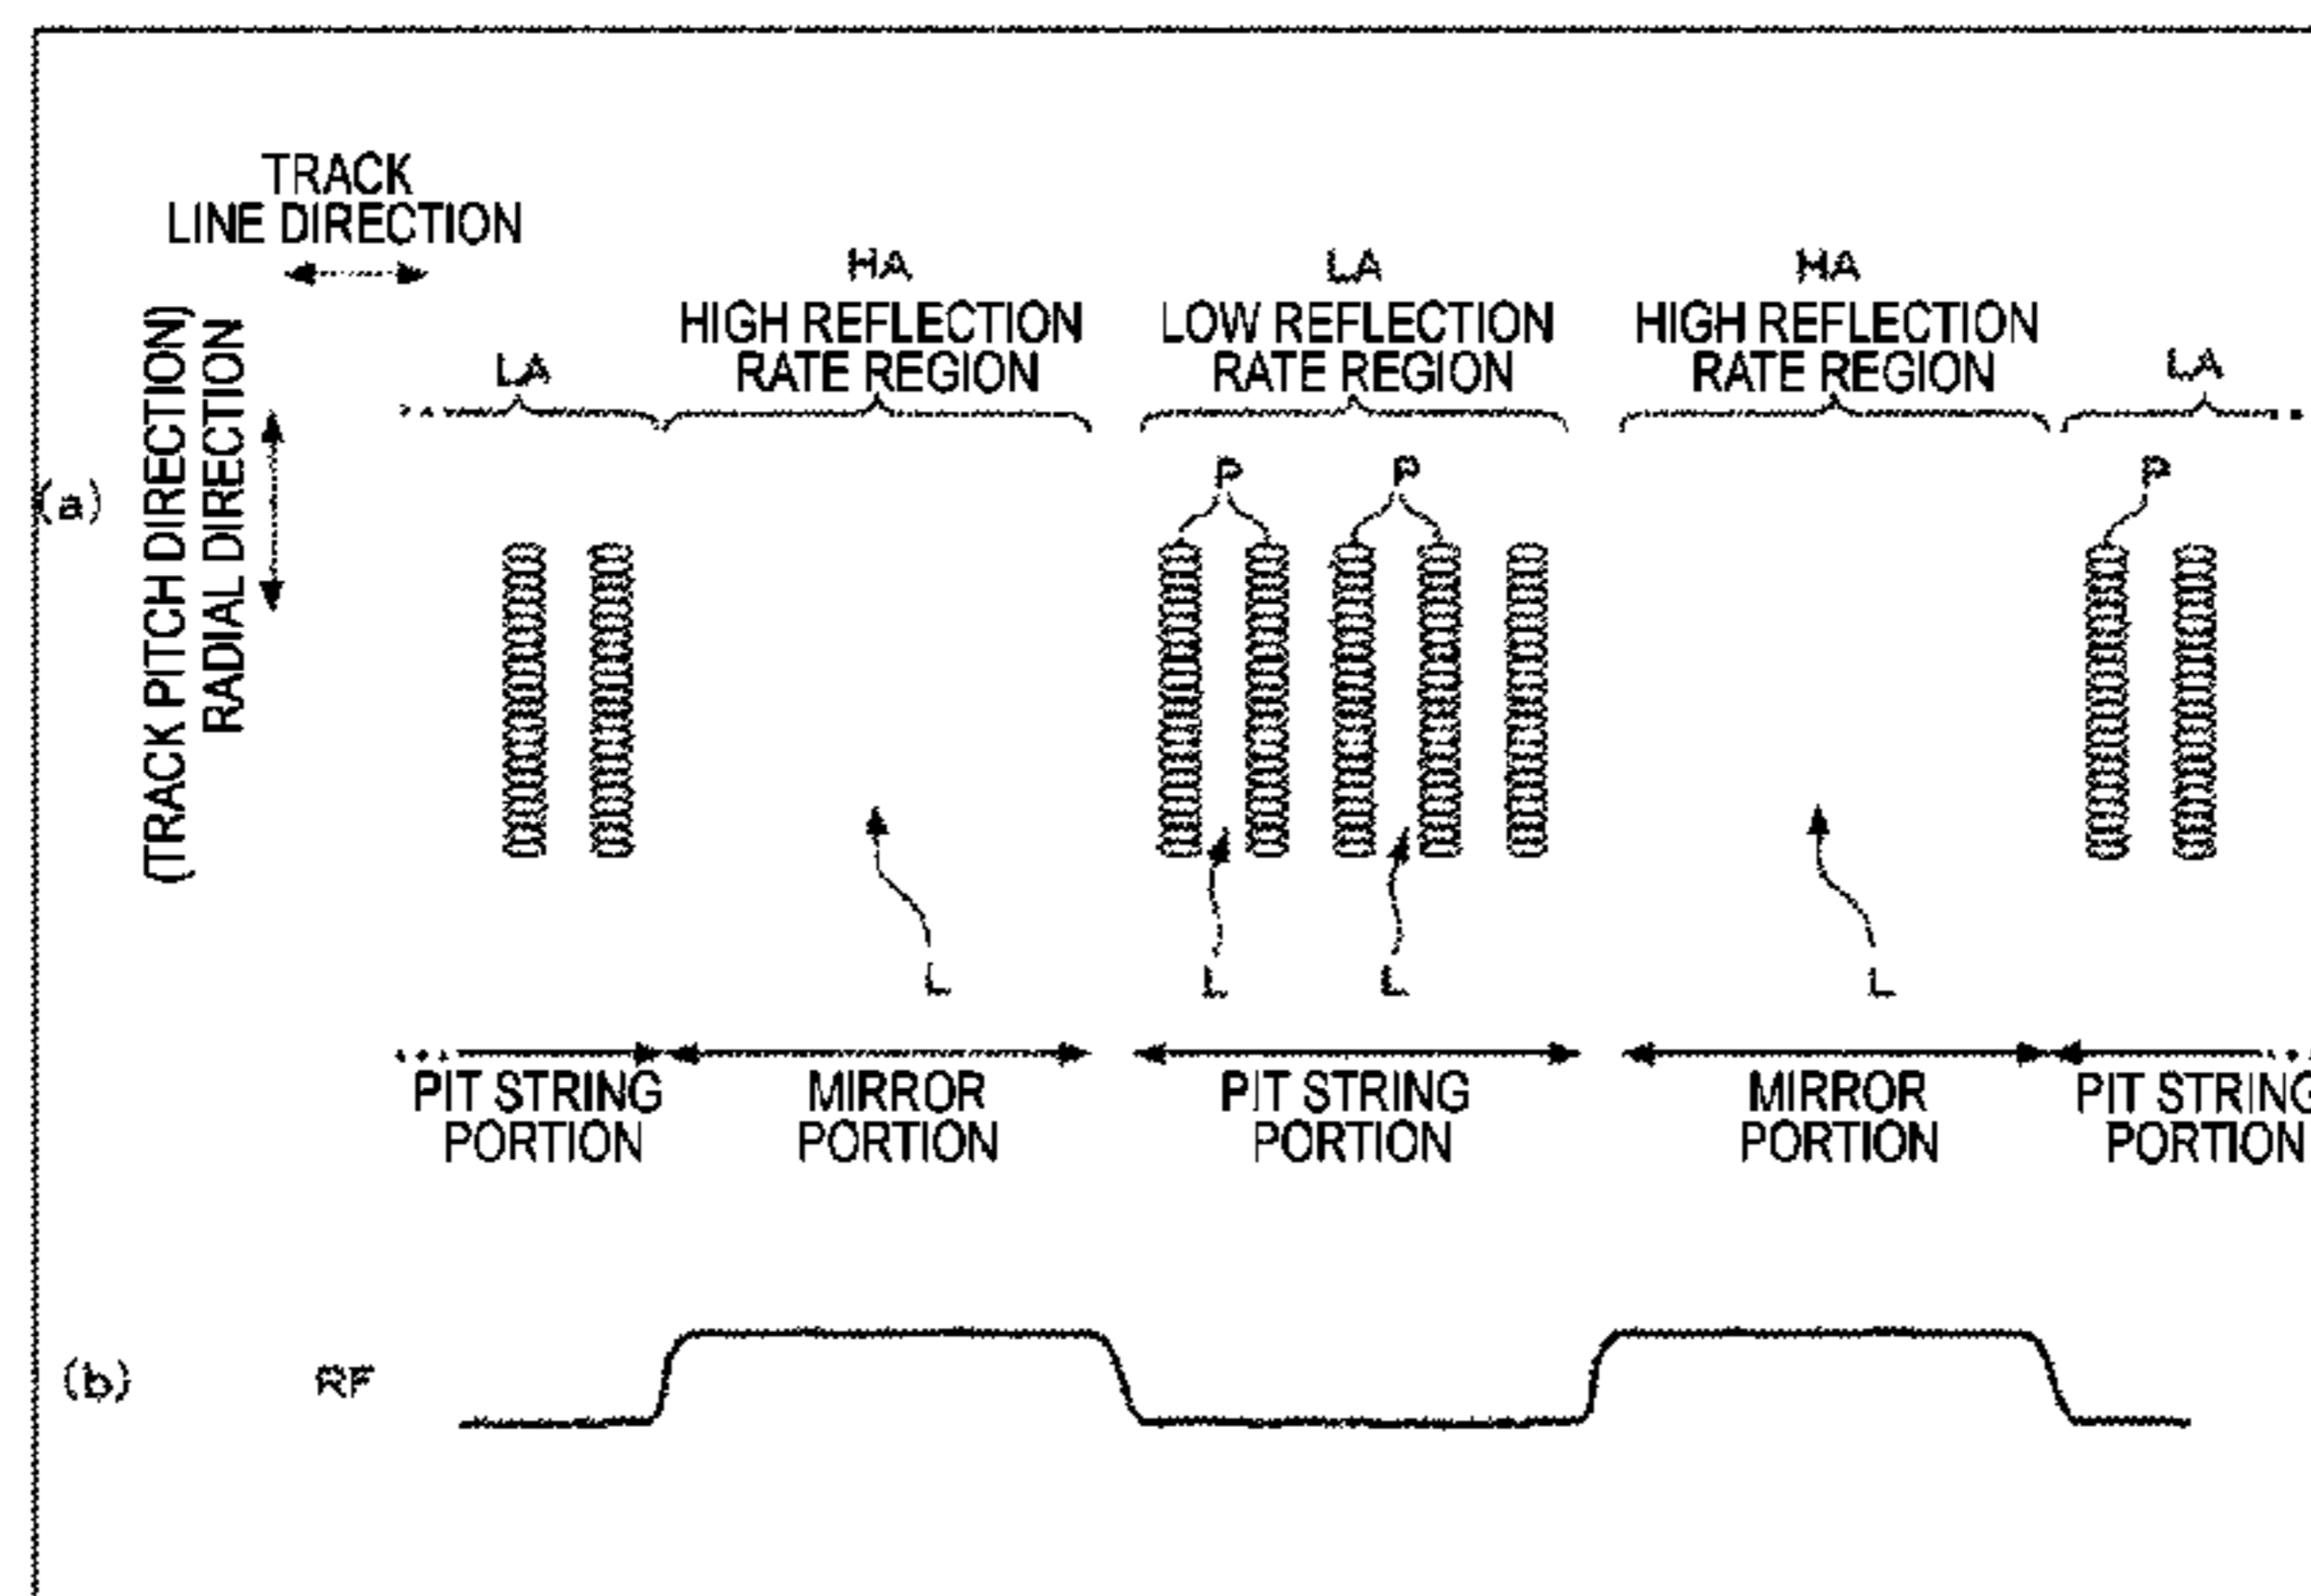 TRACK
LINE DIRECTION
(TRACK PITCH DIRECTION)
RADIAL DIRECTION
(a)
LA
HA
HIGH REFLECTION
RATE REGION
LA
LOW REFLECTION
RATE REGION
HA
HIGH REFLECTION
RATE REGION
LA
P
P
P
L
L
L
L
PIT STRING
PORTION
MIRROR
PORTION
PIT STRING
PORTION
MIRROR
PORTION
PIT STRING
PORTION
(b)
RF